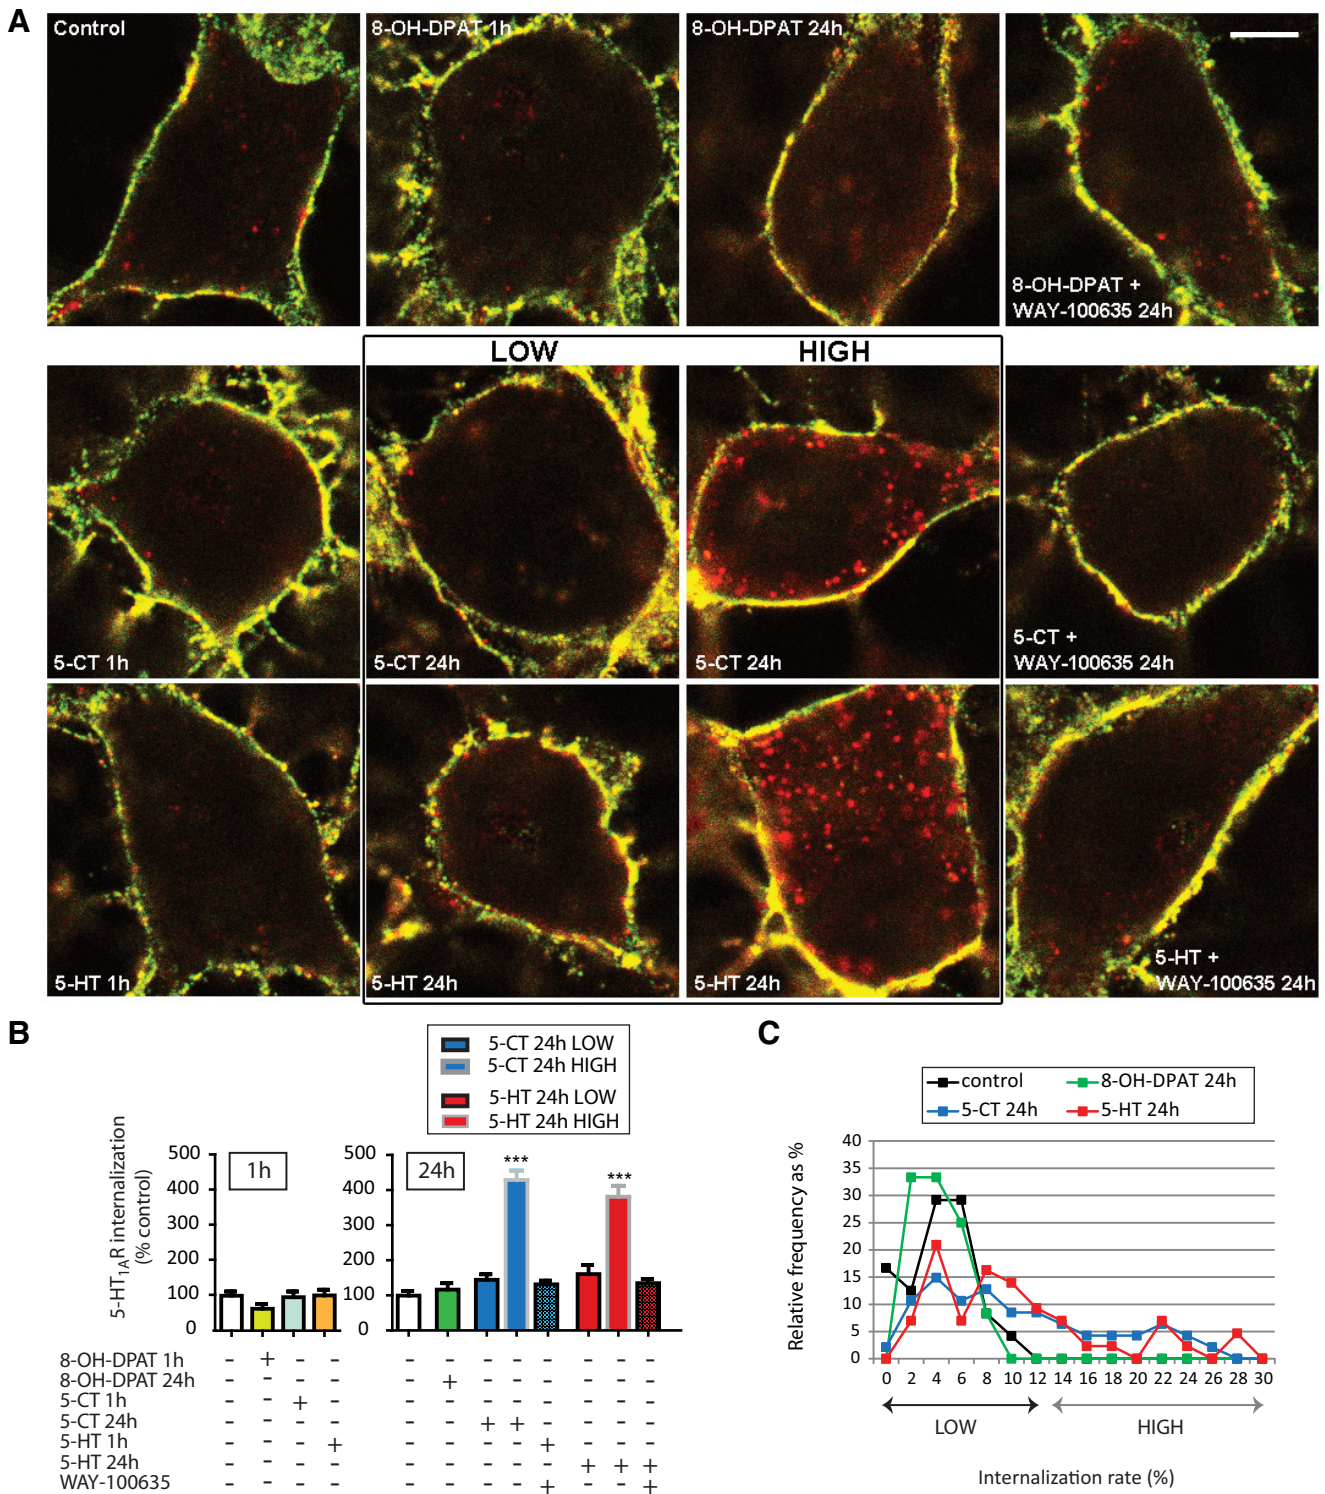 A
Control
8-OH-DPAT 1h
8-OH-DPAT 24h
8-OH-DPAT +
WAY-100635 24h
LOW
HIGH
5-CT 1h
5-CT 24h
5-CT 24h
5-CT +
WAY-100635 24h
5-HT 1h
5-HT 24h
5-HT 24h
5-HT +
WAY-100635 24h
B
5-CT 24h LOW
5-CT 24h HIGH
5-HT 24h LOW
5-HT 24h HIGH
5-HT1AR internalization
(% control)
500
400
300
200
100
0
1h
500
400
300
200
100
0
24h
***
***
8-OH-DPAT 1h - + - - - - - - - - - -
8-OH-DPAT 24h - - - - - + - - - - - -
5-CT 1h - - + - - - - - - - - -
5-CT 24h - - - - - - + + - - - -
5-HT 1h - - - + - - - - + - - -
5-HT 24h - - - - - - - - - + + +
WAY-100635 - - - - - - - - + - - +
C
control
8-OH-DPAT 24h
5-CT 24h
5-HT 24h
Relative frequency as %
40
35
30
25
20
15
10
5
0
0 2 4 6 8 10 12 14 16 18 20 22 24 26 28 30
LOW
HIGH
Internalization rate (%)